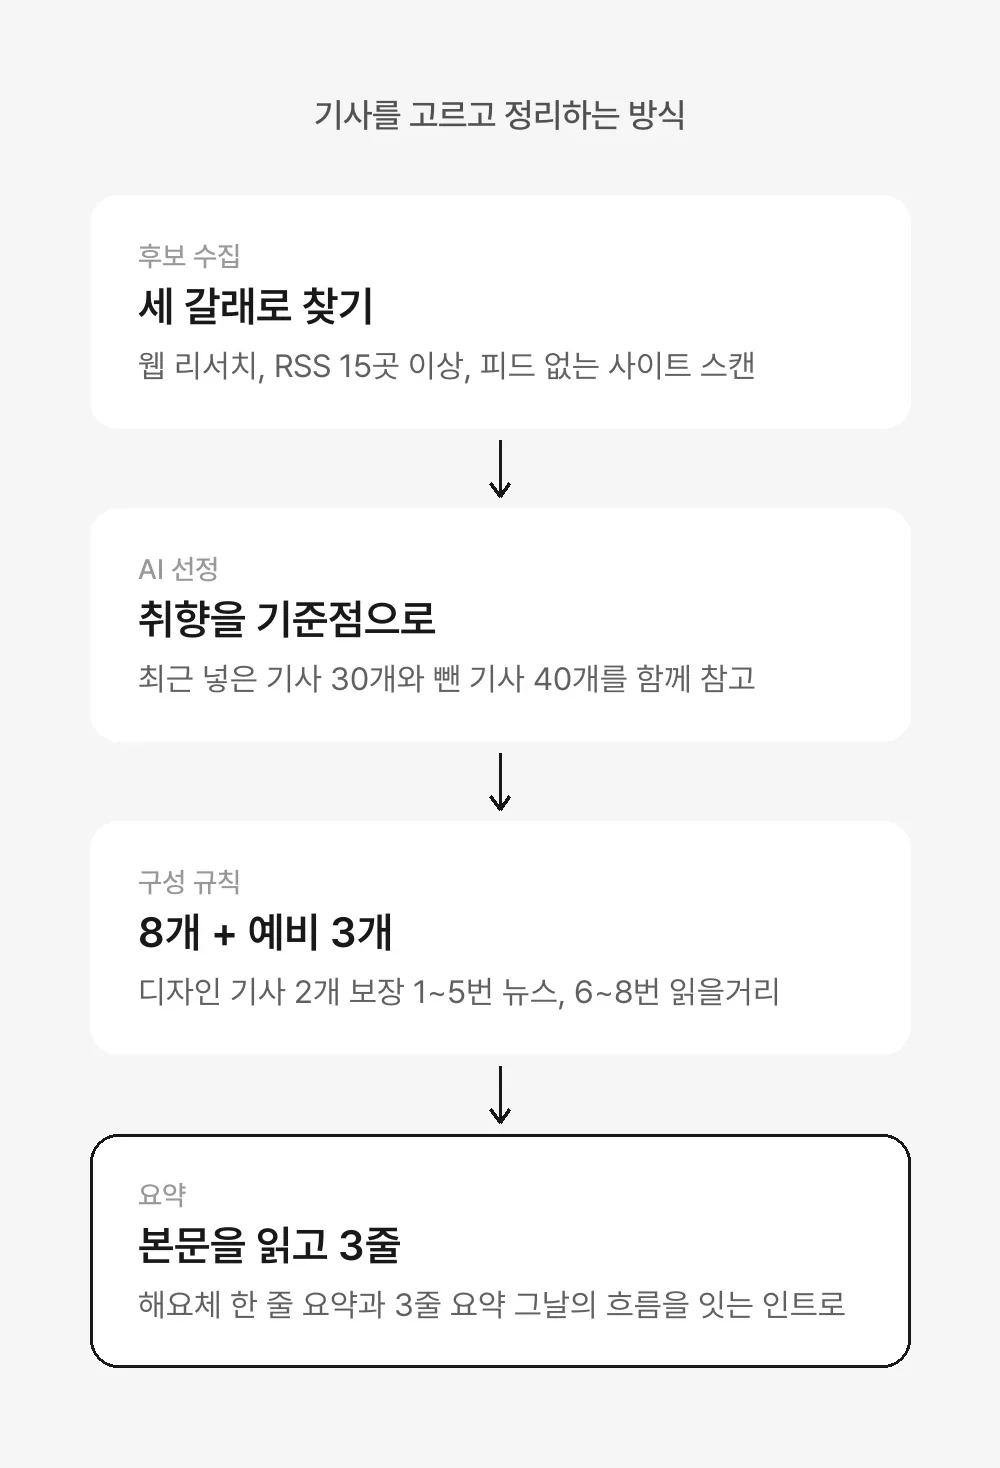 기사를 고르고 정리하는 방식
후보 수집
세 갈래로 찾기
웹 리서치, RSS 15곳 이상, 피드 없는 사이트 스캔
AI 선정
취향을 기준점으로
최근 넣은 기사 30개와 뺀 기사 40개를 함께 참고
구성 규칙
8개 + 예비 3개
디자인 기사 2개 보장 1~5번 뉴스, 6~8번 읽을거리
요약
본문을 읽고 3줄
해요체 한 줄 요약과 3줄 요약 그날의 흐름을 잇는 인트로